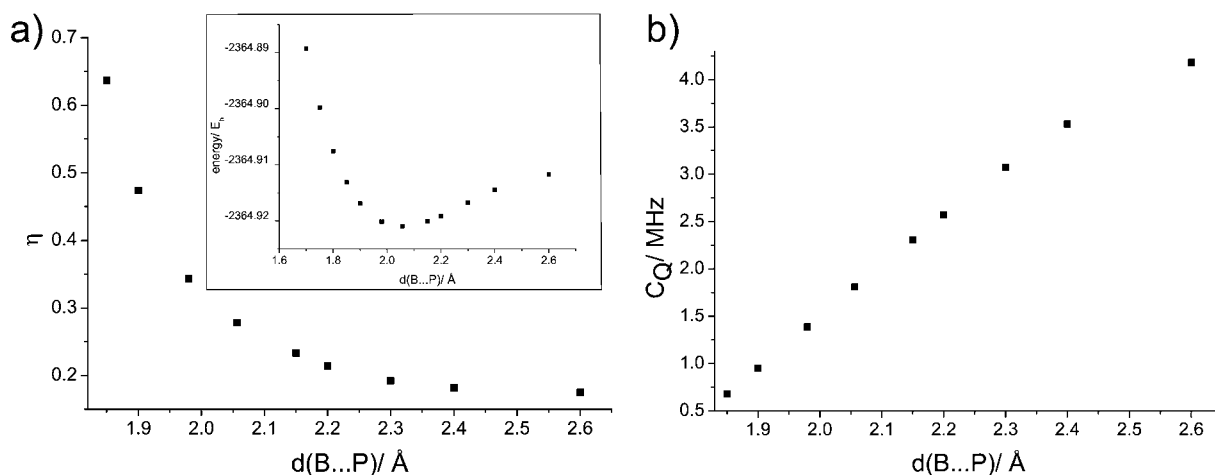 a)
0.7
0.6
0.5
0.4
0.3
0.2
η
1.9 2.0 2.1 2.2 2.3 2.4 2.5 2.6
d(B...P)/ Å
-2364.89
-2364.90
-2364.91
-2364.92
energy/ Eh
1.6 1.8 2.0 2.2 2.4 2.6
d(B...P)/ Å
b)
4.0
3.5
3.0
2.5
2.0
1.5
1.0
0.5
CQ/ MHz
1.9 2.0 2.1 2.2 2.3 2.4 2.5 2.6
d(B...P)/ Å